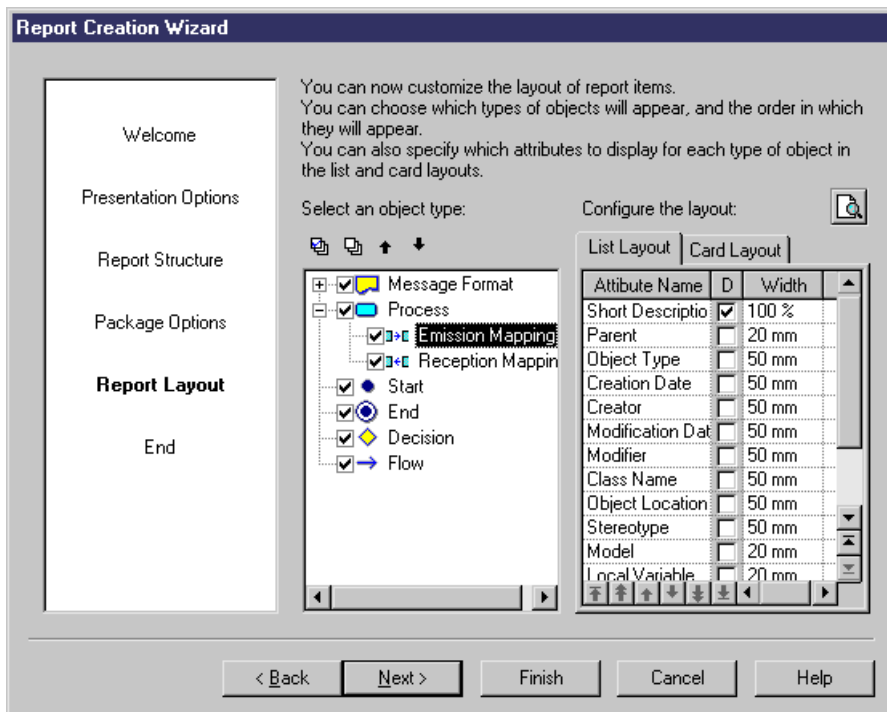 Report Creation Wizard
Welcome
Presentation Options
Report Structure
Package Options
Report Layout
End
You can now customize the layout of report items.
You can choose which types of objects will appear, and the order in which
they will appear.
You can also specify which attributes to display for each type of object in
the list and card layouts.
Select an object type:
Message Format
Process
Emission Mapping
Reception Mappin
Start
End
Decision
Flow
Configure the layout:
List Layout Card Layout
Attibute Name D Width
Short Descriptio 100 %
Parent 20 mm
Object Type 50 mm
Creation Date 50 mm
Creator 50 mm
Modification Dat 50 mm
Modifier 50 mm
Class Name 50 mm
Object Location 50 mm
Stereotype 50 mm
Model 20 mm
Local Variable 20 mm
< Back Next > Finish Cancel Help